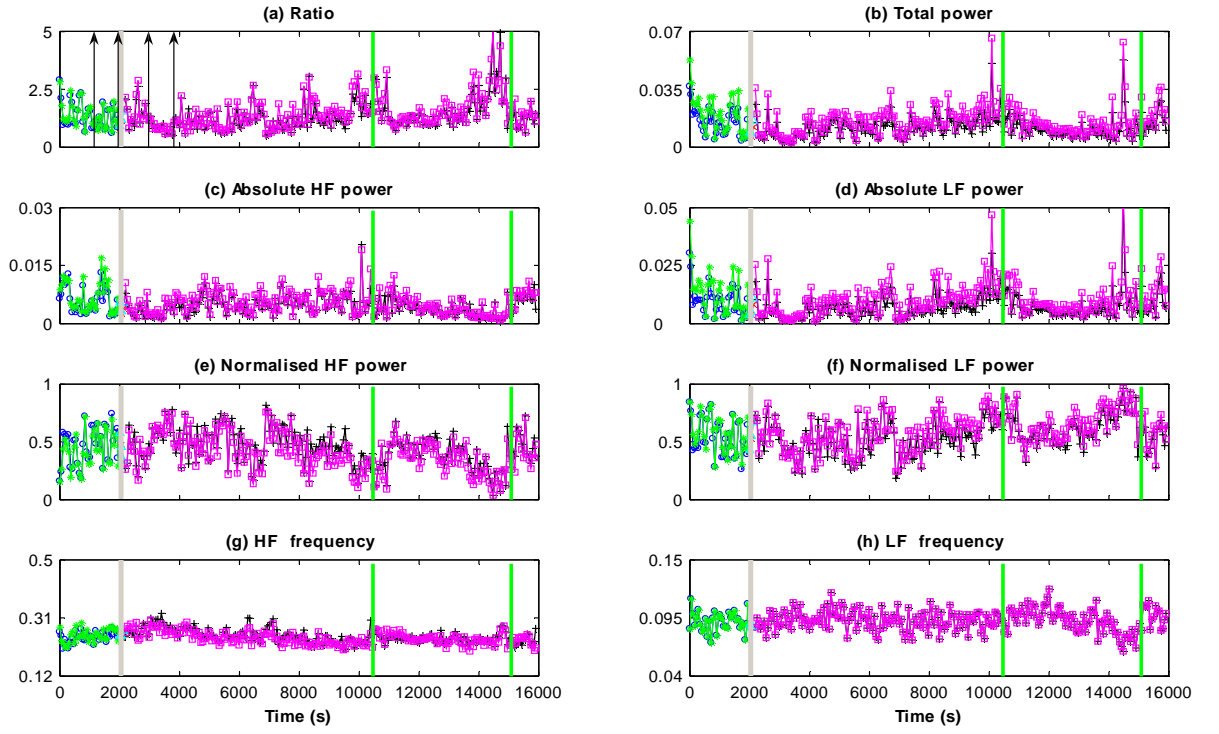 (a) Ratio
5
2.5
0
(b) Total power
0.07
0.035
0
(c) Absolute HF power
0.03
0.015
0
(d) Absolute LF power
0.05
0.025
0
(e) Normalised HF power
1
0.5
0
(f) Normalised LF power
1
0.5
0
(g) HF frequency
0.5
0.31
0.12
0 2000 4000 6000 8000 10000 12000 14000 16000
Time (s)
(h) LF frequency
0.15
0.095
0.04
0 2000 4000 6000 8000 10000 12000 14000 16000
Time (s)